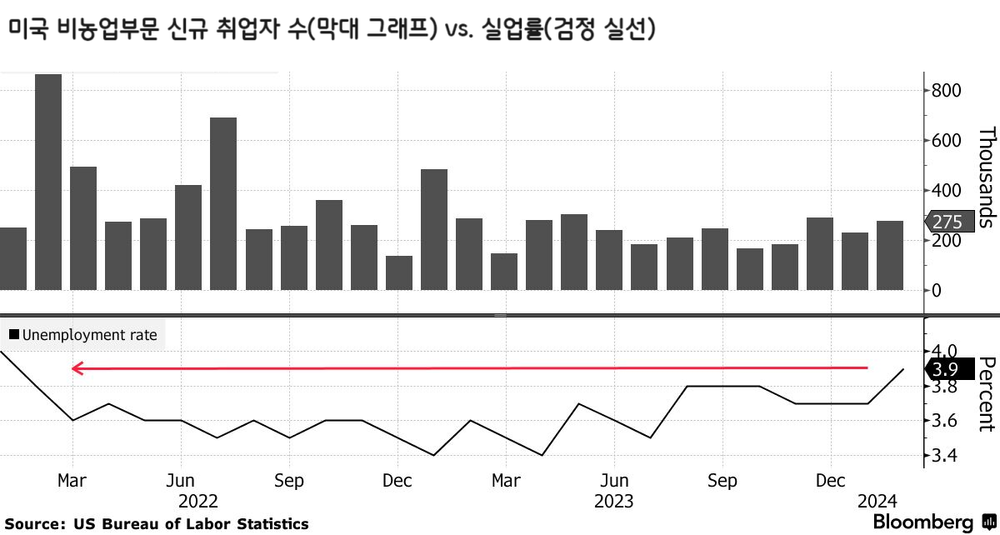 미국 비농업부문 신규 취업자 수(막대 그래프) vs. 실업률(검정 실선)
800
600
400
275
200
0
Thousands
Unemployment rate
4.0
3.9
3.8
3.6
3.4
Percent
Mar Jun Sep Dec Mar Jun Sep Dec
2022 2023 2024
Source: US Bureau of Labor Statistics
Bloomberg